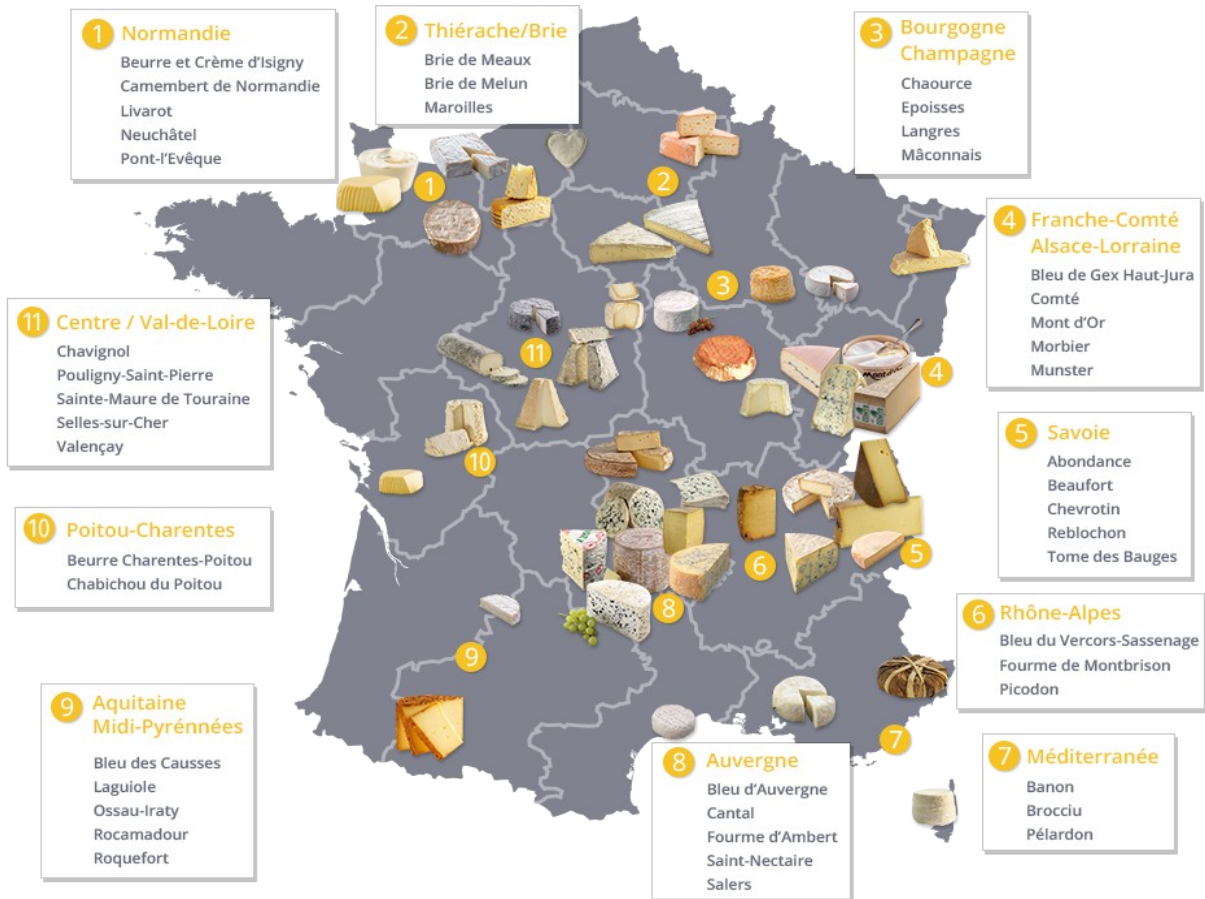 1 Normandie
Beurre et Crème d'Isigny
Camembert de Normandie
Livarot
Neuchâtel
Pont-l'Evêque
2 Thiérache/Brie
Brie de Meaux
Brie de Melun
Maroilles
3 Bourgogne
Champagne
Chaource
Epoisses
Langres
Mâconnais
4 Franche-Comté
Alsace-Lorraine
Bleu de Gex Haut-Jura
Comté
Mont d'Or
Morbier
Munster
5 Savoie
Abondance
Beaufort
Chevrotin
Reblochon
Tome des Bauges
6 Rhône-Alpes
Bleu du Vercors-Sassenage
Fourme de Montbrison
Picodon
7 Méditerranée
Banon
Brocciu
Pélardon
8 Auvergne
Bleu d'Auvergne
Cantal
Fourme d'Ambert
Saint-Nectaire
Salers
9 Aquitaine
Midi-Pyrénnées
Bleu des Causses
Laguiole
Ossau-Iraty
Rocamadour
Roquefort
10 Poitou-Charentes
Beurre Charentes-Poitou
Chabichou du Poitou
11 Centre / Val-de-Loire
Chavignol
Pouligny-Saint-Pierre
Sainte-Maure de Touraine
Selles-sur-Cher
Valençay
1
2
3
11
4
10
5
6
8
9
7